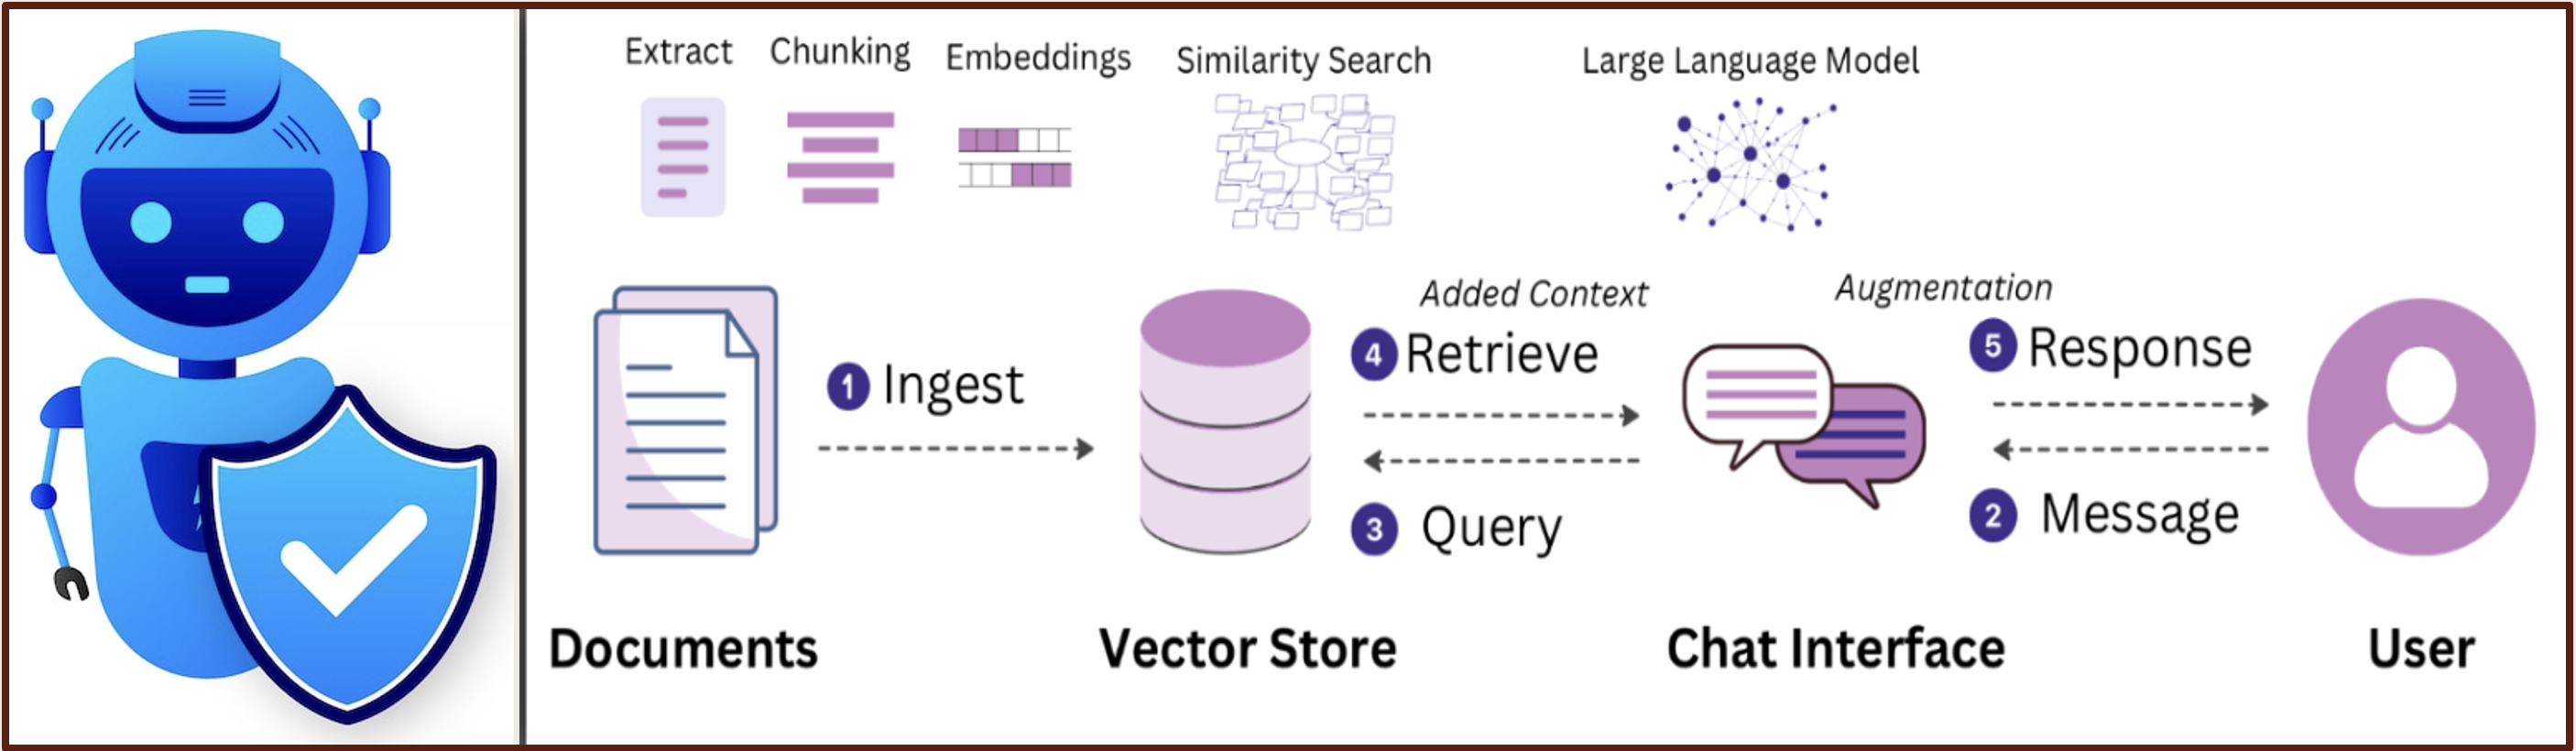 Extract
Chunking
Embeddings
Similarity Search
Large Language Model
Added Context
Augmentation
1 Ingest
4 Retrieve
5 Response
3 Query
2 Message
Documents
Vector Store
Chat Interface
User